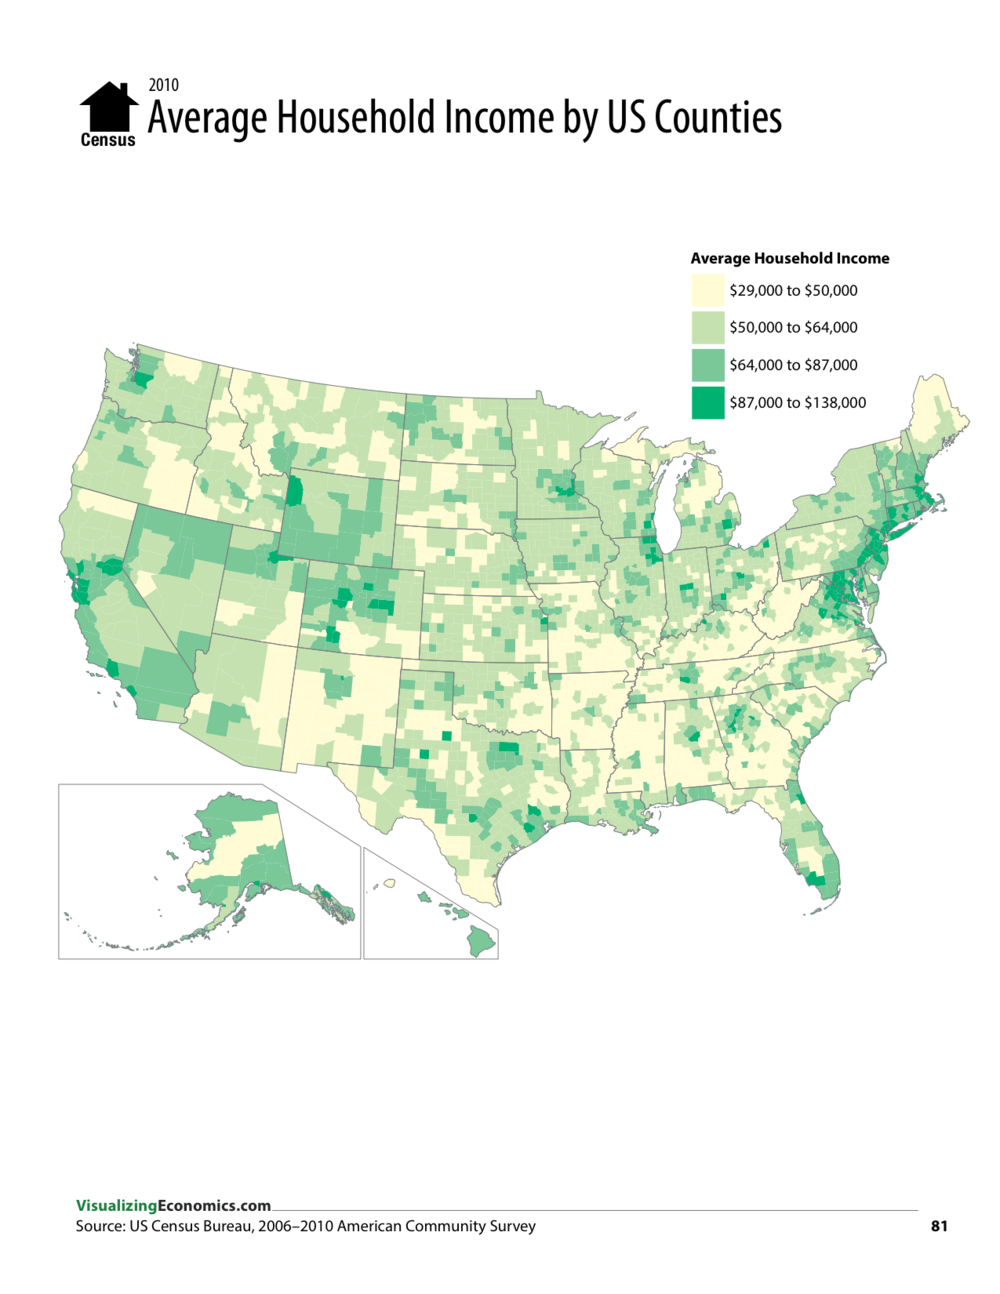 2010
Average Household Income by US Counties
Census
Average Household Income
$29,000 to $50,000
$50,000 to $64,000
$64,000 to $87,000
$87,000 to $138,000
VisualizingEconomics.com
Source: US Census Bureau, 2006–2010 American Community Survey
81